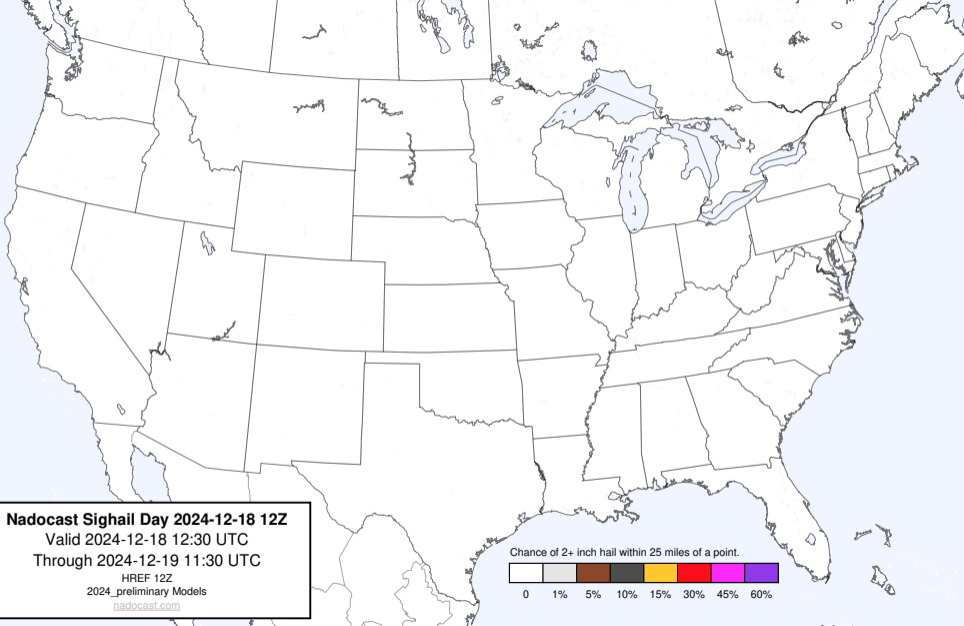 Nadocast Sighail Day 2024-12-18 12Z
Valid 2024-12-18 12:30 UTC
Through 2024-12-19 11:30 UTC
HREF 12Z
2024_preliminary Models
nadocast.com
Chance of 2+ inch hail within 25 miles of a point.
0 1% 5% 10% 15% 30% 45% 60%